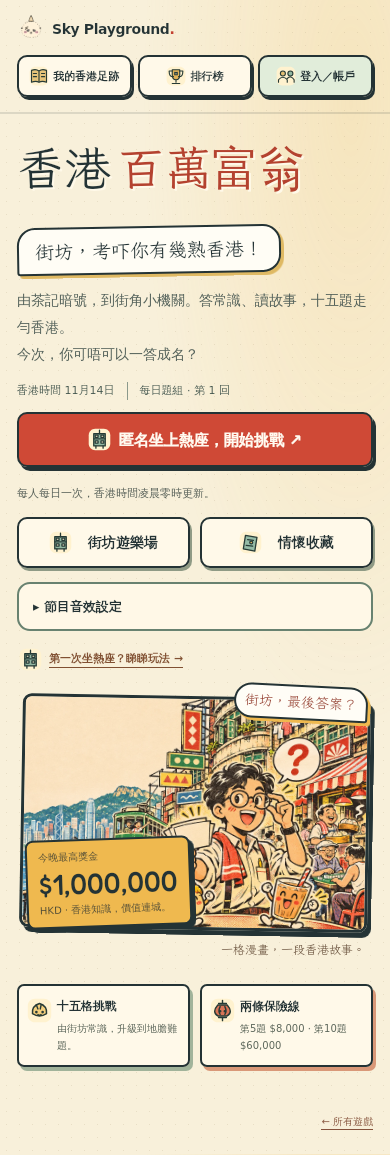 Sky Playground.
我的香港足跡
排行榜
登入／帳戶
香港百萬富翁
街坊，考吓你有幾熟香港！
由茶記暗號，到街角小機關。答常識、讀故事，十五題走
勻香港。
今次，你可唔可以一答成名？
香港時間 11月14日
每日題組 · 第 1 回
匿名坐上熱座，開始挑戰 ↗
每人每日一次，香港時間凌晨零時更新。
街坊遊樂場
情懷收藏
▸ 節目音效設定
第一次坐熱座？睇睇玩法 →
街坊，最後答案？
?
今晚最高獎金
$1,000,000
HKD · 香港知識，價值連城。
一格漫畫，一段香港故事。
十五格挑戰
由街坊常識，升級到地膽難
題。
兩條保險線
第5題 $8,000 · 第10題
$60,000
← 所有遊戲